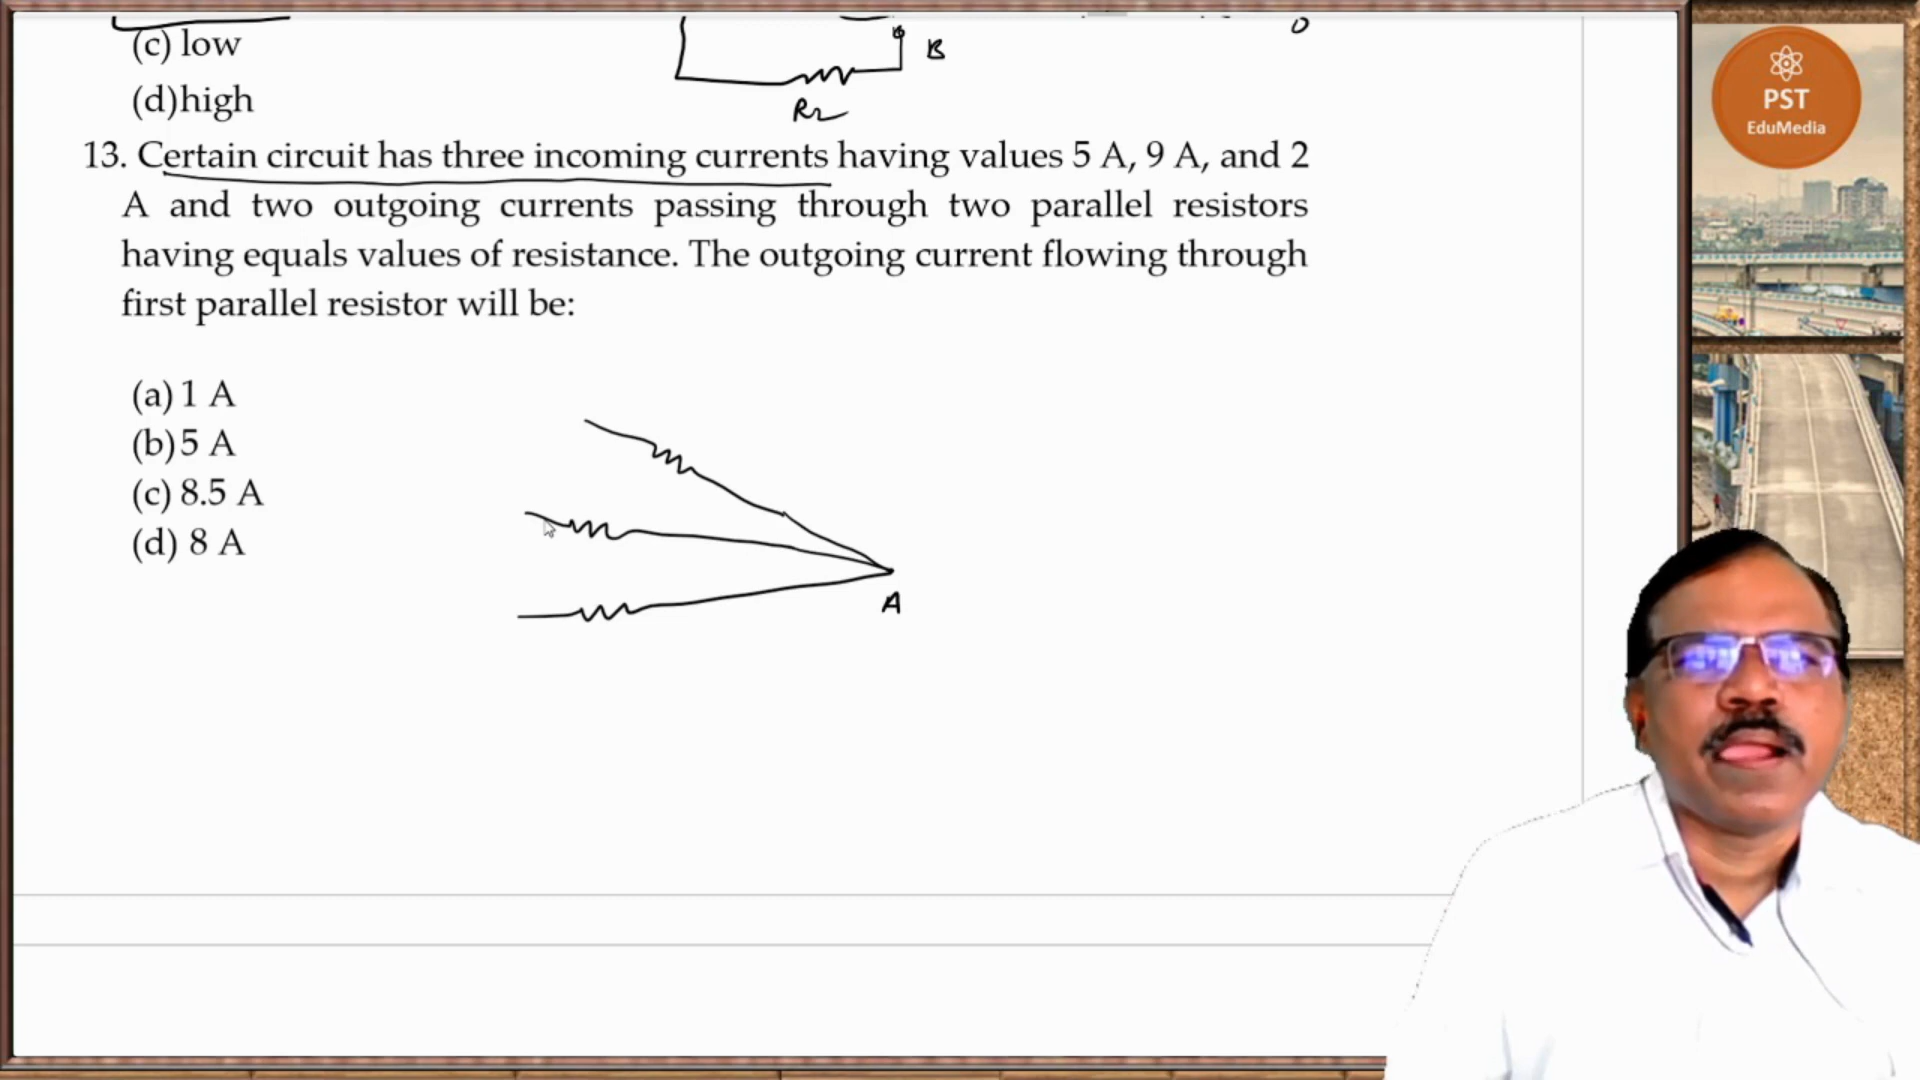 (c) low
B
(d)high
R2
PST
EduMedia
13. Certain circuit has three incoming currents having values 5 A, 9 A, and 2
A and two outgoing currents passing through two parallel resistors
having equals values of resistance. The outgoing current flowing through
first parallel resistor will be:
(a) 1 A
(b) 5 A
(c) 8.5 A
(d) 8 A
A